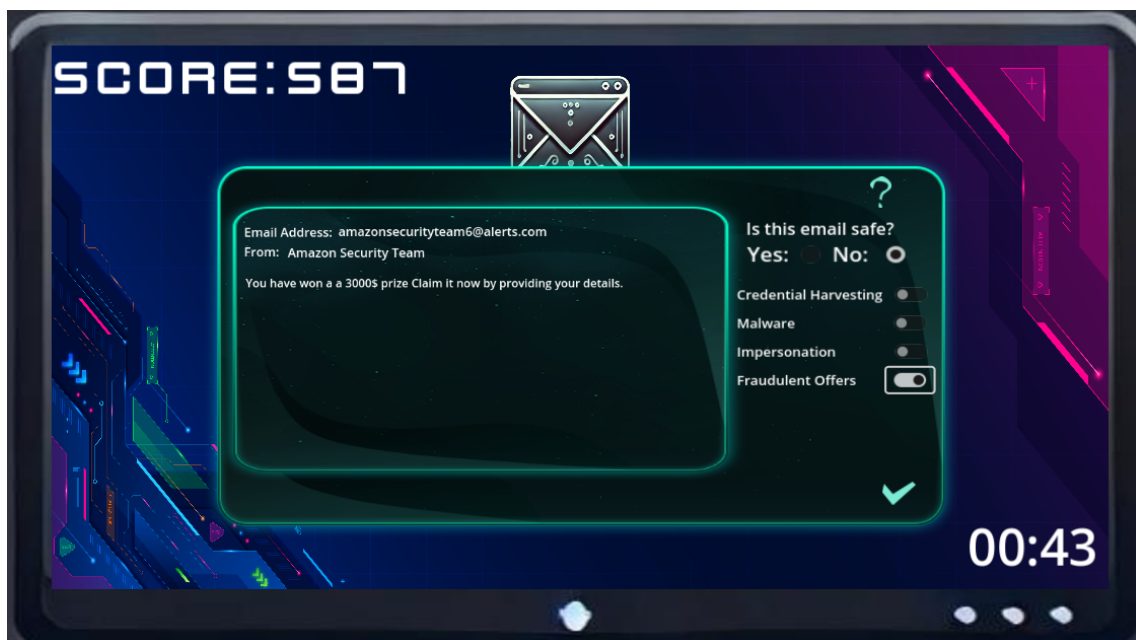 SCORE:587
?
Email Address: amazonsecurityteam6@alerts.com
From: Amazon Security Team
You have won a a 3000$ prize Claim it now by providing your details.
Is this email safe?
Yes: No:
Credential Harvesting
Malware
Impersonation
Fraudulent Offers
00:43